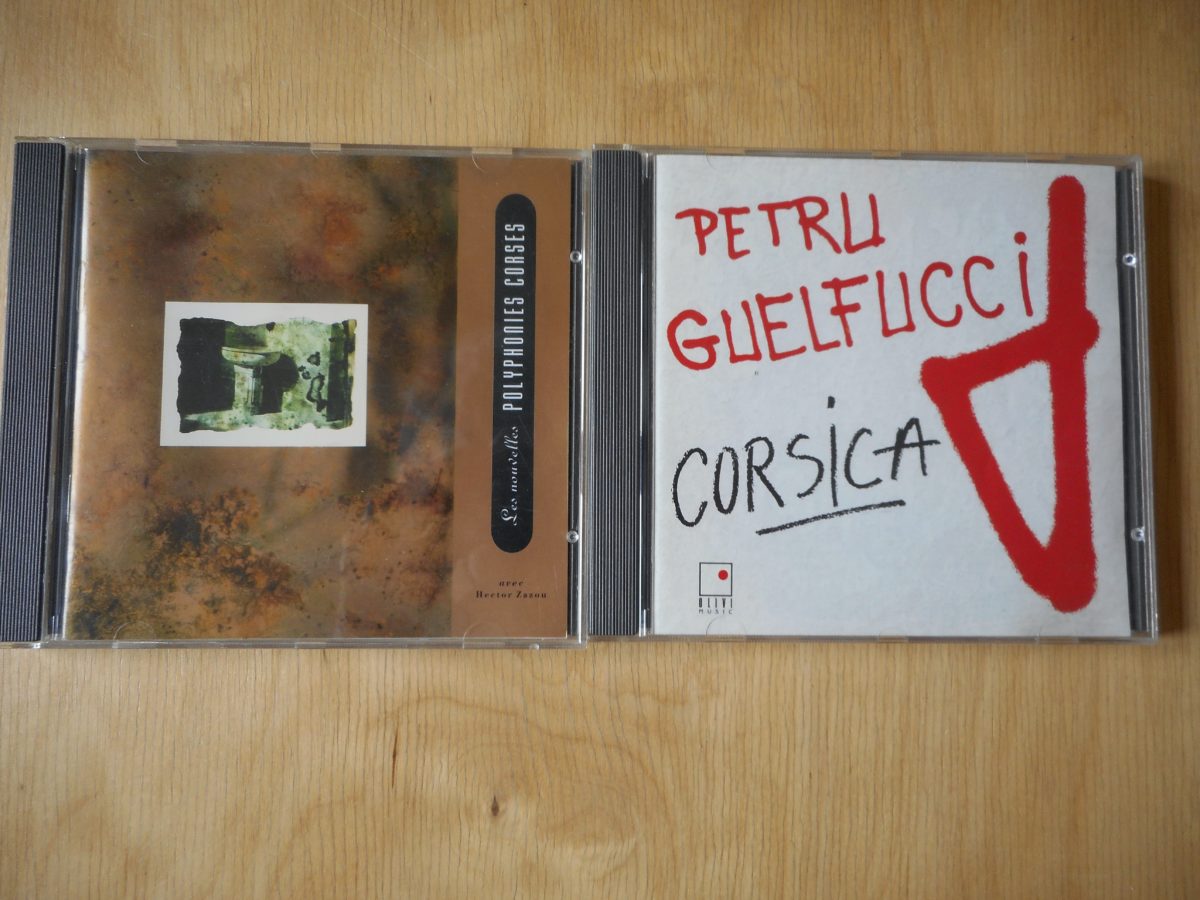 Les nouvelles POLYPHONIES CORSES
avec
Hector Zazou
PETRU
GUELFUCCI
CORSICA
OLIVI
MUSIC